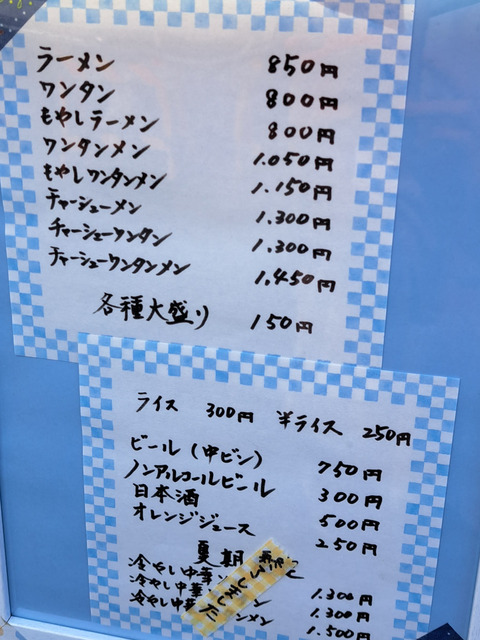 ラーメン 850円
ワンタン 800円
もやしラーメン 800円
ワンタンメン 1.050円
もやしワンタンメン 1.150円
チャーシューメン 1.300円
チャーシューワンタン 1.300円
チャーシューワンタンメン 1.450円
各種大盛り 150円
ライス 300円 半ライス 250円
ビール(中ビン) 750円
ノンアルコールビール 300円
日本酒 500円
オレンジジュース 250円
夏期
冷やし中華 1.300円
冷やし中華 メン 1.300円
冷やし中華 ンメン 1.500円
しました